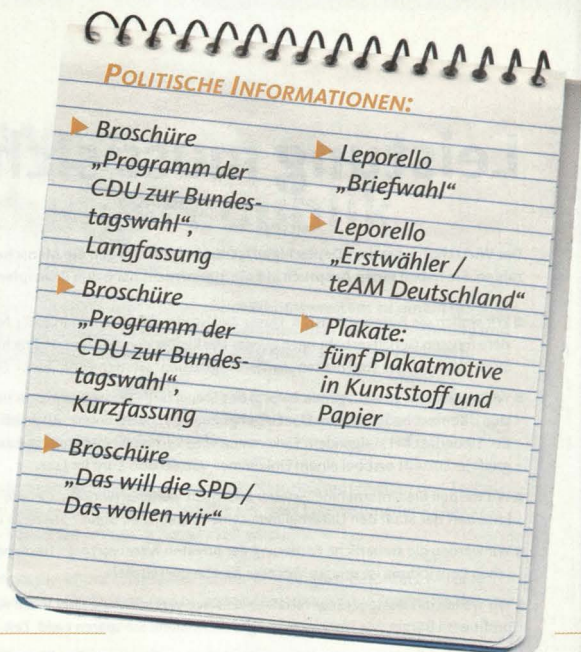 POLITISCHE INFORMATIONEN:
▶ Broschüre
„Programm der
CDU zur Bundes-
tagswahl“,
Langfassung
▶ Broschüre
„Programm der
CDU zur Bundes-
tagswahl“,
Kurzfassung
▶ Broschüre
„Das will die SPD /
Das wollen wir“
▶ Leporello
„Briefwahl“
▶ Leporello
„Erstwähler /
teAM Deutschland“
▶ Plakate:
fünf Plakatmotive
in Kunststoff und
Papier